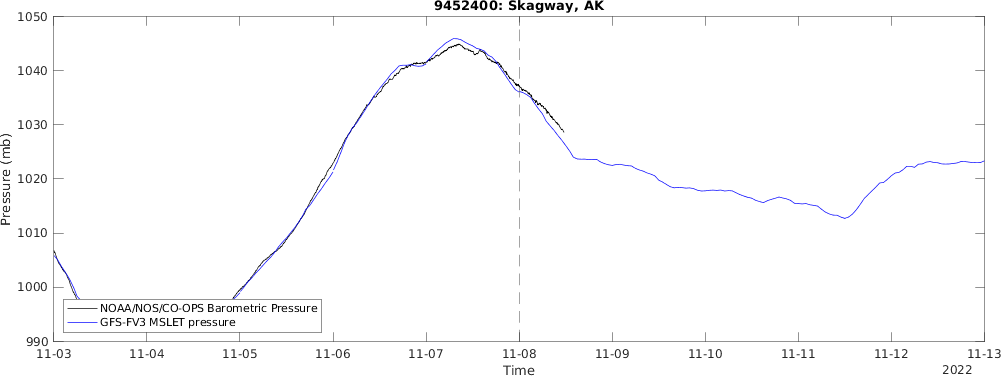 9452400: Skagway, AK
1050
1040
1030
1020
1010
1000
990
Pressure (mb)
NOAA/NOS/CO-OPS Barometric Pressure
GFS-FV3 MSLET pressure
11-03 11-04 11-05 11-06 11-07 11-08 11-09 11-10 11-11 11-12 11-13
Time
2022